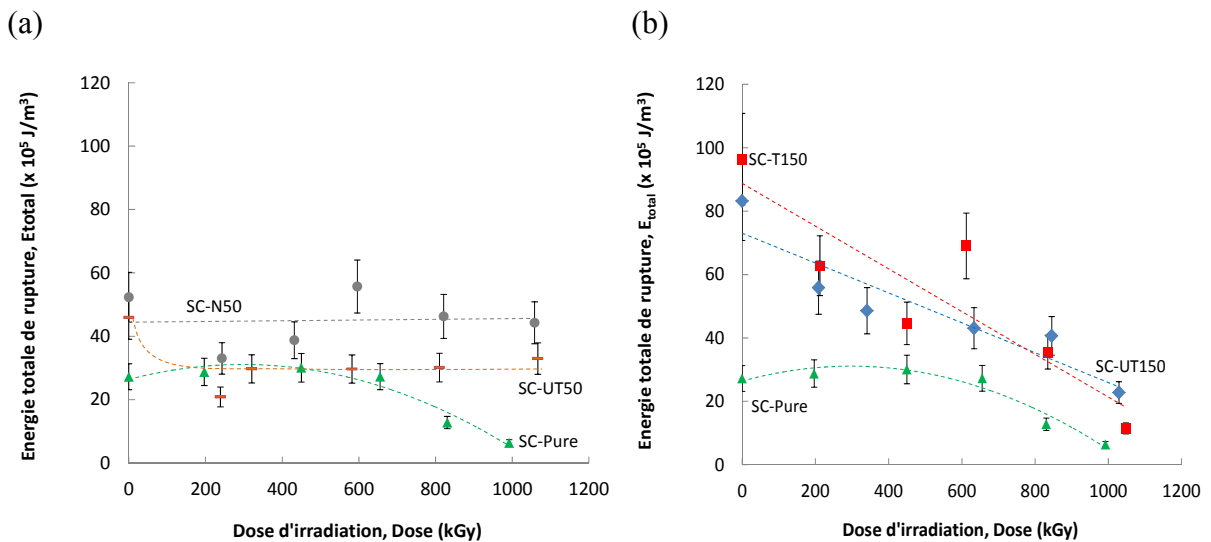 (a)
Energie totale de rupture, Etotal (x 10⁵ J/m³)
120
100
80
60
40
20
0
SC-N50
SC-UT50
SC-Pure
0 200 400 600 800 1000 1200
Dose d'irradiation, Dose (kGy)
(b)
Energie totale de rupture, E_total (x 10⁵ J/m³)
120
100
80
60
40
20
0
SC-T150
SC-UT150
SC-Pure
0 200 400 600 800 1000 1200
Dose d'irradiation, Dose (kGy)